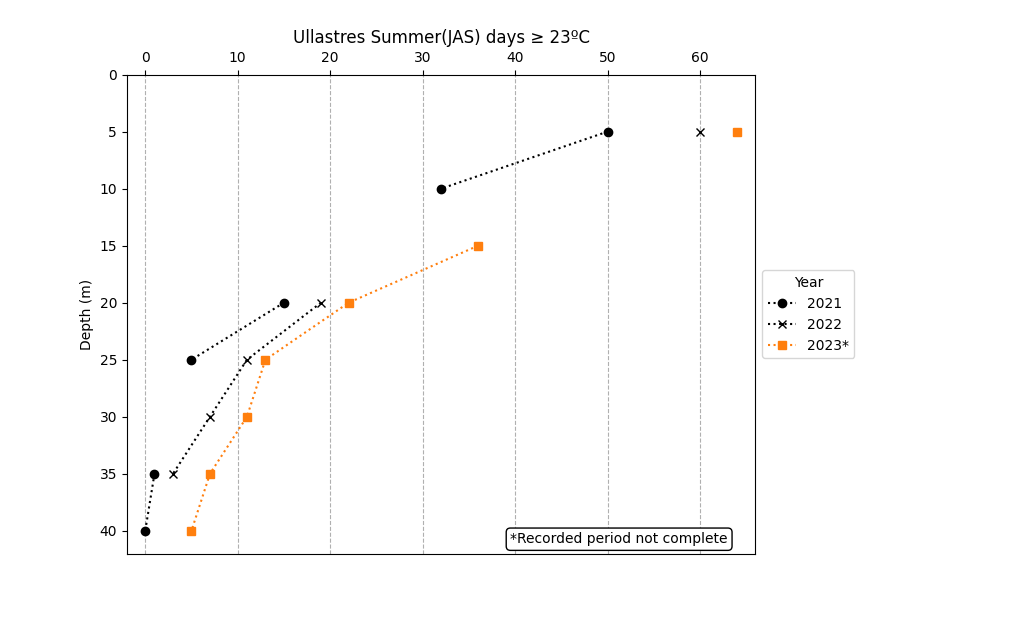 Ullastres Summer(JAS) days ≥ 23ºC
0 10 20 30 40 50 60
0
5
10
15
20
25
30
35
40
Depth (m)
Year
2021
2022
2023*
*Recorded period not complete